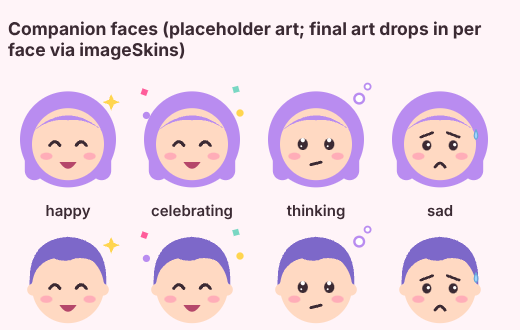 Companion faces (placeholder art; final art drops in per
face via imageSkins)
happy
celebrating
thinking
sad